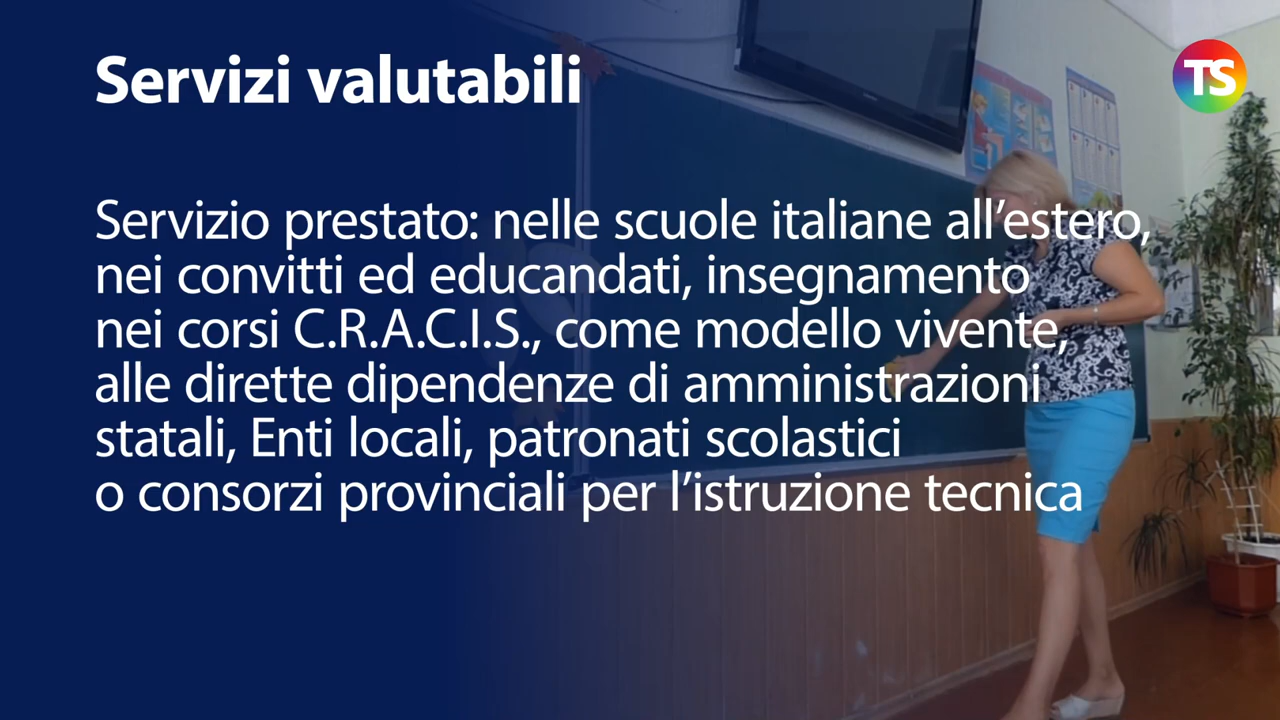 Servizi valutabili
TS
Servizio prestato: nelle scuole italiane all’estero,
nei convitti ed educandati, insegnamento
nei corsi C.R.A.C.I.S., come modello vivente,
alle dirette dipendenze di amministrazioni
statali, Enti locali, patronati scolastici
o consorzi provinciali per l’istruzione tecnica